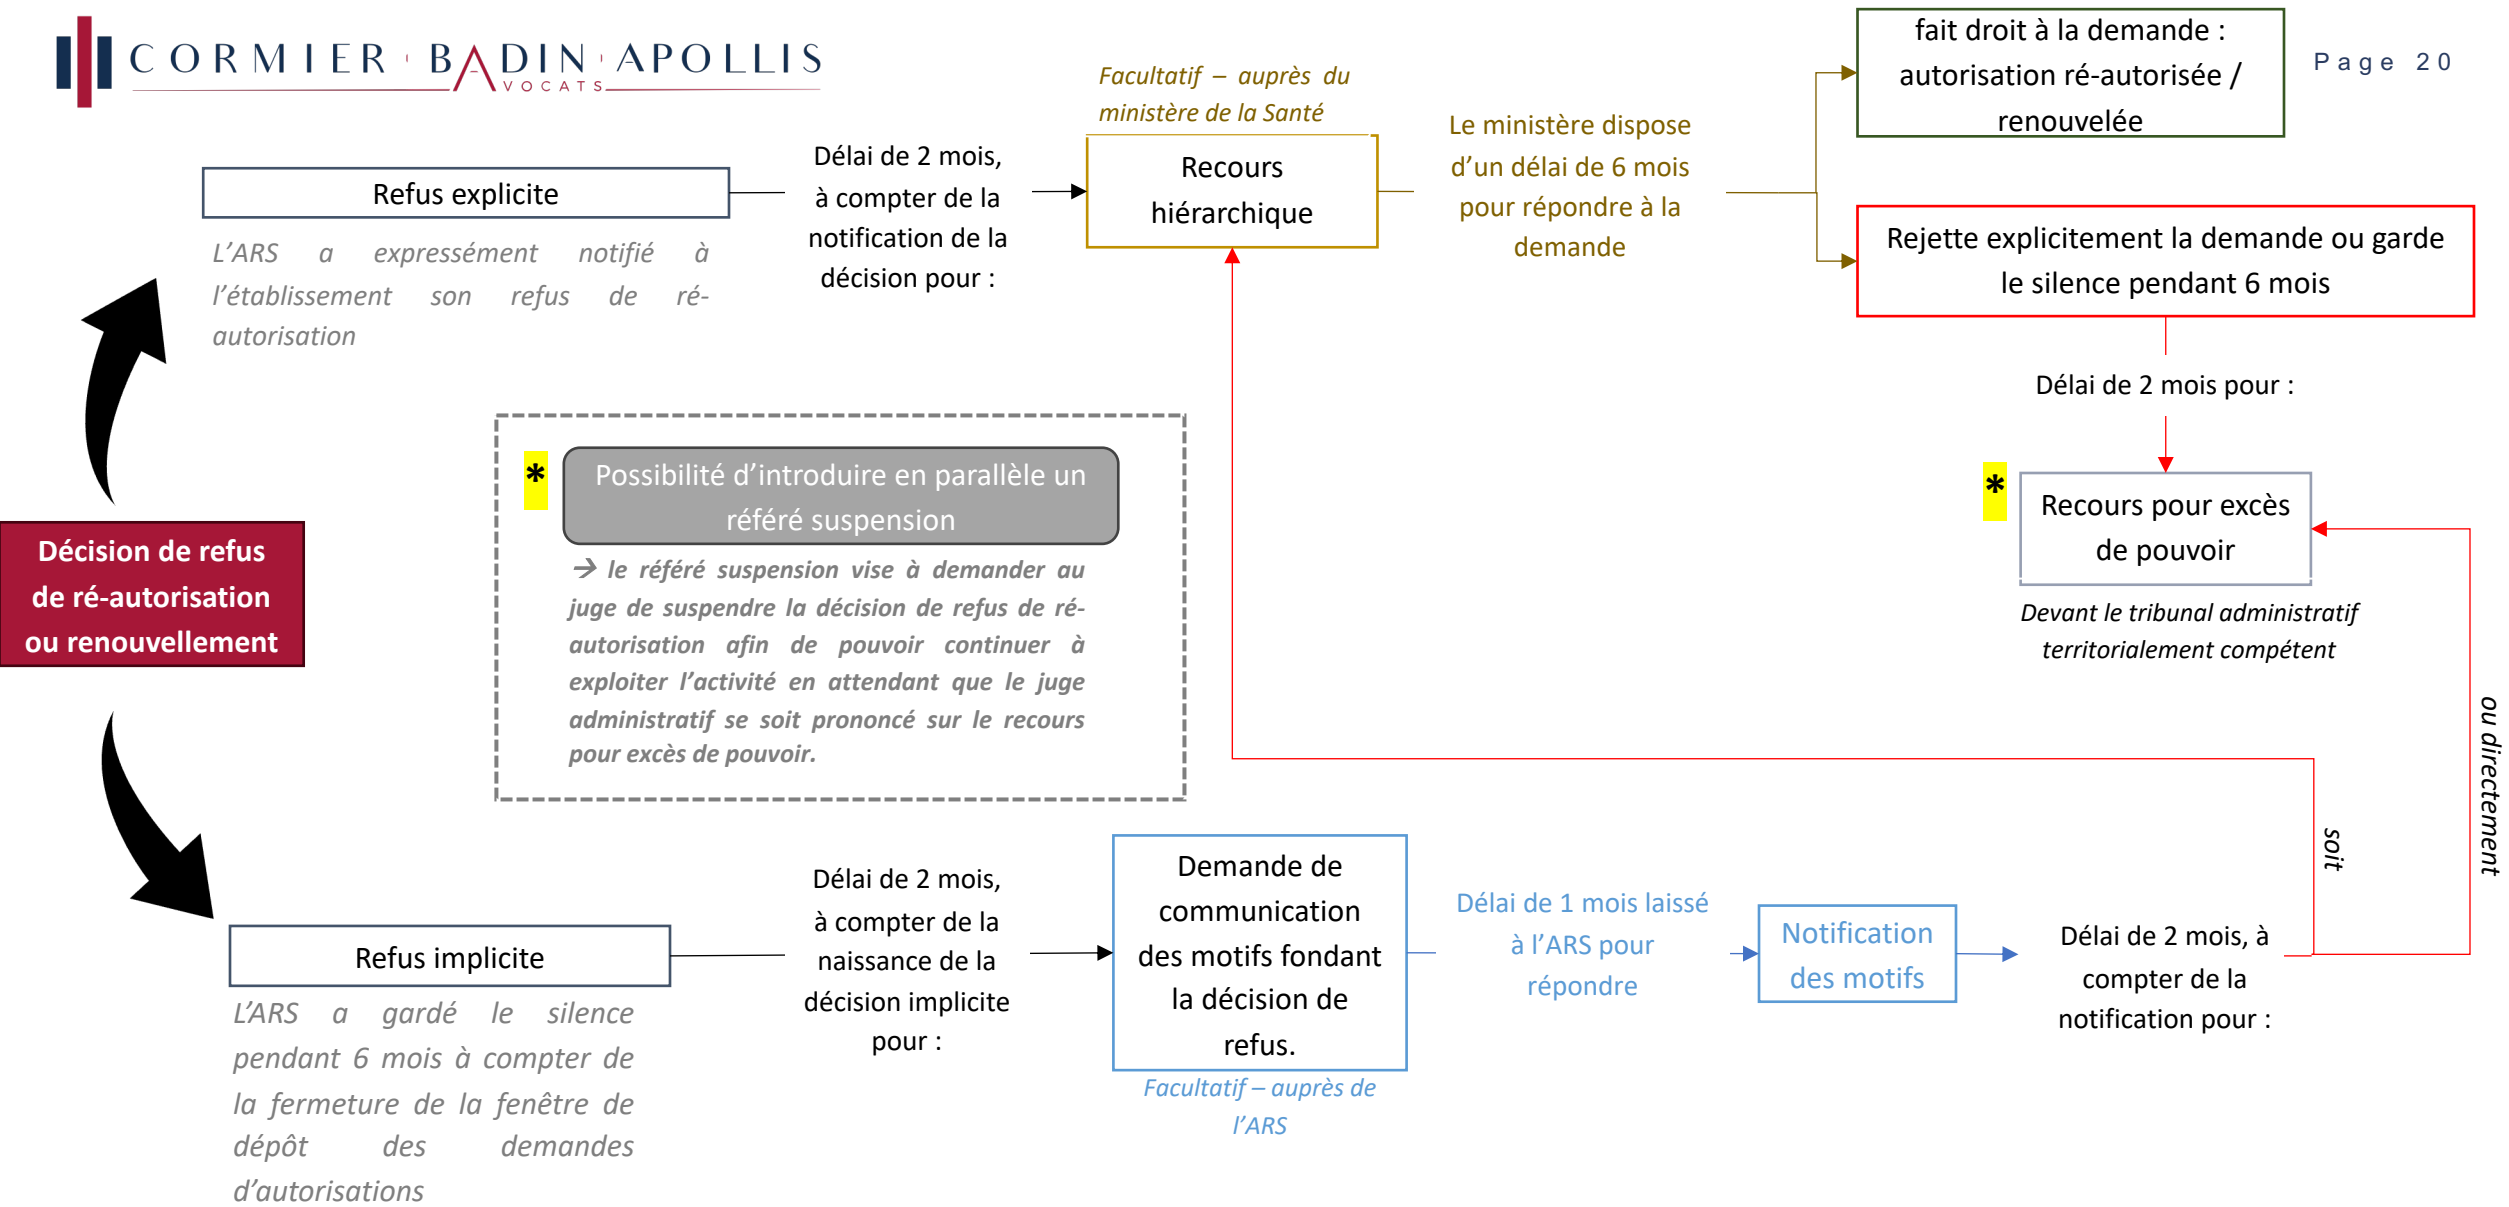 CORMIER BADIN APOLLIS
AVOCATS
Page 20
fait droit à la demande :
autorisation ré-autorisée /
renouvelée
Facultatif – auprès du
ministère de la Santé
Le ministère dispose
d’un délai de 6 mois
pour répondre à la
demande
Délai de 2 mois,
à compter de la
notification de la
décision pour :
Recours
hiérarchique
Refus explicite
L’ARS a expressément notifié à
l’établissement son refus de ré-
autorisation
Rejette explicitement la demande ou garde
le silence pendant 6 mois
Délai de 2 mois pour :
*
Possibilité d’introduire en parallèle un
référé suspension
→ le référé suspension vise à demander au
juge de suspendre la décision de refus de ré-
autorisation afin de pouvoir continuer à
exploiter l’activité en attendant que le juge
administratif se soit prononcé sur le recours
pour excès de pouvoir.
*
Recours pour excès
de pouvoir
Devant le tribunal administratif
territorialement compétent
Décision de refus
de ré-autorisation
ou renouvellement
ou directement
soit
Refus implicite
L’ARS a gardé le silence
pendant 6 mois à compter de
la fermeture de la fenêtre de
dépôt des demandes
d’autorisations
Délai de 2 mois,
à compter de la
naissance de la
décision implicite
pour :
Demande de
communication
des motifs fondant
la décision de
refus.
Facultatif – auprès de
l’ARS
Délai de 1 mois laissé
à l’ARS pour
répondre
Notification
des motifs
Délai de 2 mois, à
compter de la
notification pour :